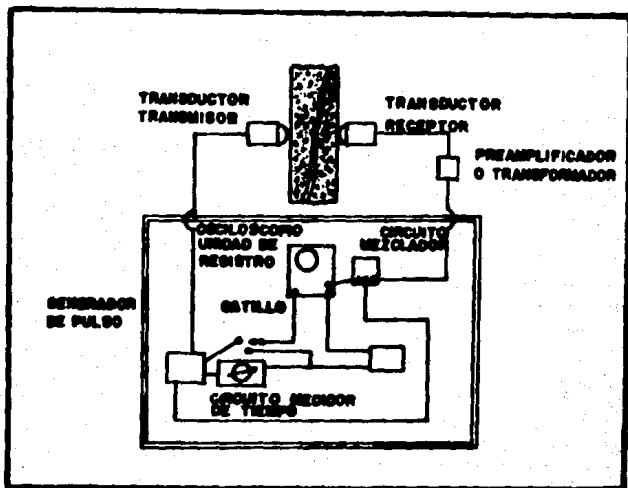 TRANSDUCTOR
TRANSMISOR
TRANSDUCTOR
RECEPTOR
PREAMPLIFICADOR
O TRANSFORMADOR
OSCILOSCOPIO
UNIDAD DE
REGISTRO
CIRCUITO
MEZCLADOR
GENERADOR
DE PULSO
GATILLO
CIRCUITO MEDIDOR
DE TIEMPO